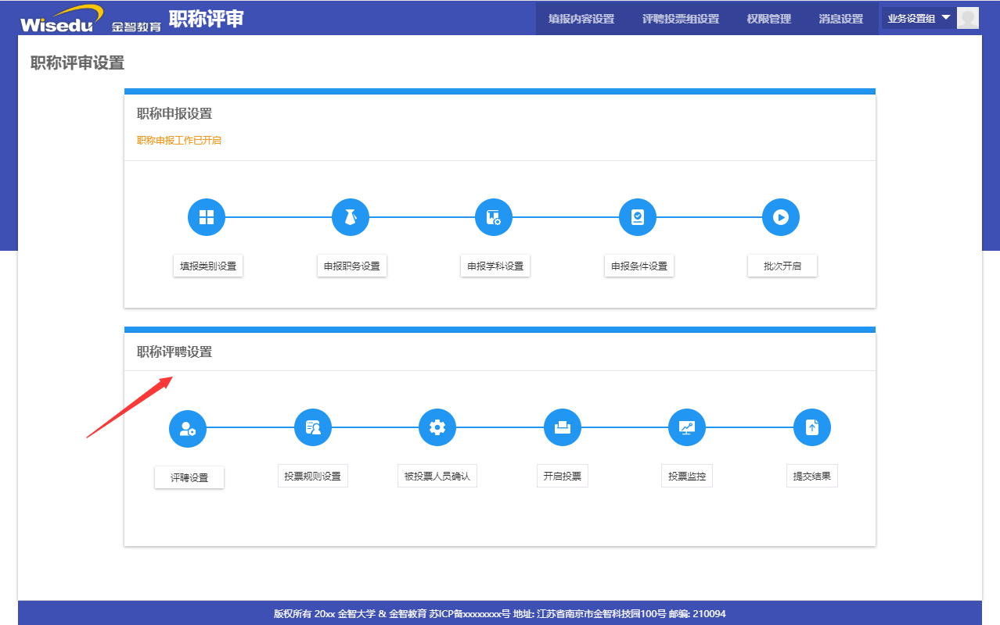 Wisedu 金智教育 职称评审 填报内容设置 评聘投票组设置 权限管理 消息设置 业务设置组
职称评审设置
职称申报设置
职称申报工作已开启
填报类别设置 申报职务设置 申报学科设置 申报条件设置 批次开启
职称评聘设置
评聘设置 投票规则设置 被投票人员确认 开启投票 投票监控 提交结果
版权所有 20xx 金智大学 & 金智教育 苏ICP备xxxxxxxx号 地址: 江苏省南京市金智科技园100号 邮编: 210094